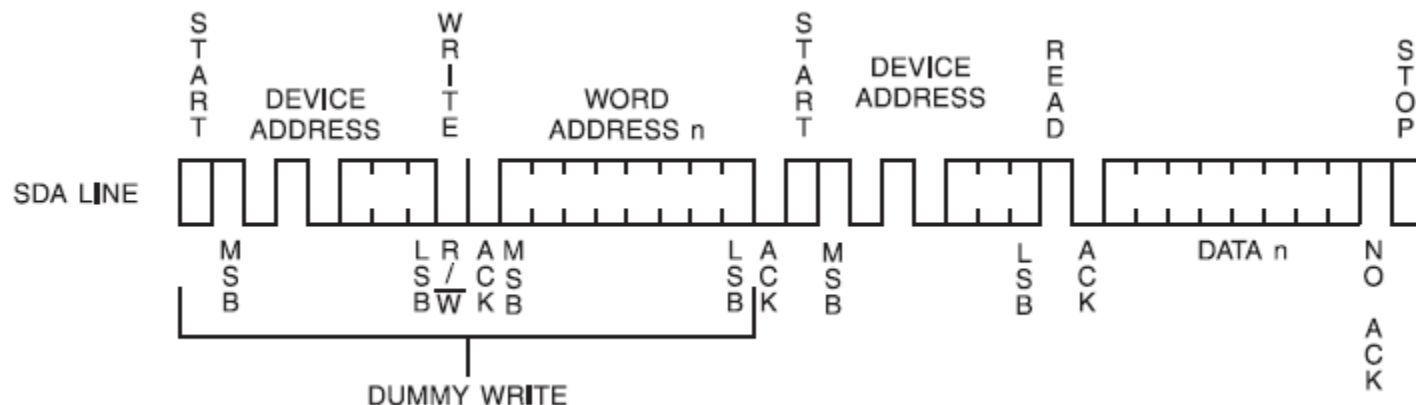 START
DEVICE
ADDRESS
WRITE
WORD
ADDRESS n
START
DEVICE
ADDRESS
READ
STOP
SDA LINE
MSB
LSB
R/W
ACK
MSB
LSB
ACK
MSB
LSB
ACK
DATA n
NO ACK
DUMMY WRITE